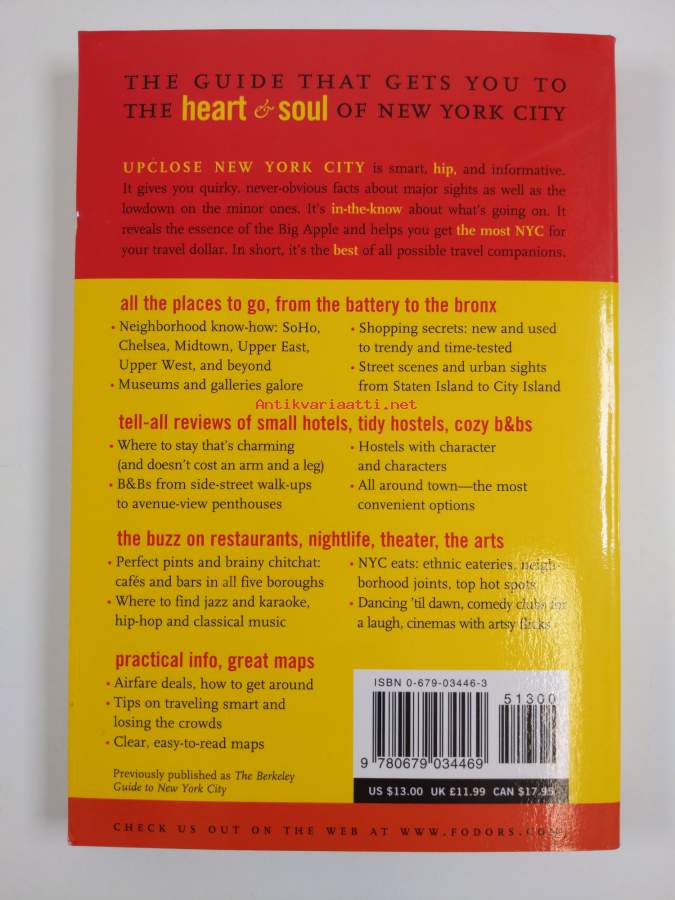 THE GUIDE THAT GETS YOU TO
THE heart & soul OF NEW YORK CITY
UPCLOSE NEW YORK CITY is smart, hip, and informative.
It gives you quirky, never-obvious facts about major sights as well as the
lowdown on the minor ones. It's in-the-know about what's going on. It
reveals the essence of the Big Apple and helps you get the most NYC for
your travel dollar. In short, it's the best of all possible travel companions.
all the places to go, from the battery to the bronx
• Neighborhood know-how: SoHo,
Chelsea, Midtown, Upper East,
Upper West, and beyond
• Museums and galleries galore
• Shopping secrets: new and used
to trendy and time-tested
• Street scenes and urban sights
from Staten Island to City Island
Antikvariaatti.net
tell-all reviews of small hotels, tidy hostels, cozy b&bs
• Where to stay that's charming
(and doesn't cost an arm and a leg)
• B&Bs from side-street walk-ups
to avenue-view penthouses
• Hostels with character
and characters
• All around town—the most
convenient options
the buzz on restaurants, nightlife, theater, the arts
• Perfect pints and brainy chitchat:
cafés and bars in all five boroughs
• Where to find jazz and karaoke,
hip-hop and classical music
• NYC eats: ethnic eateries, neigh-
borhood joints, top hot spots
• Dancing 'til dawn, comedy clubs for
a laugh, cinemas with artsy flicks
practical info, great maps
• Airfare deals, how to get around
• Tips on traveling smart and
losing the crowds
• Clear, easy-to-read maps
Previously published as The Berkeley
Guide to New York City
ISBN 0-679-03446-3
51300
9 780679 034469
US $13.00 UK £11.99 CAN $17.95
CHECK US OUT ON THE WEB AT WWW.FODORS.COM